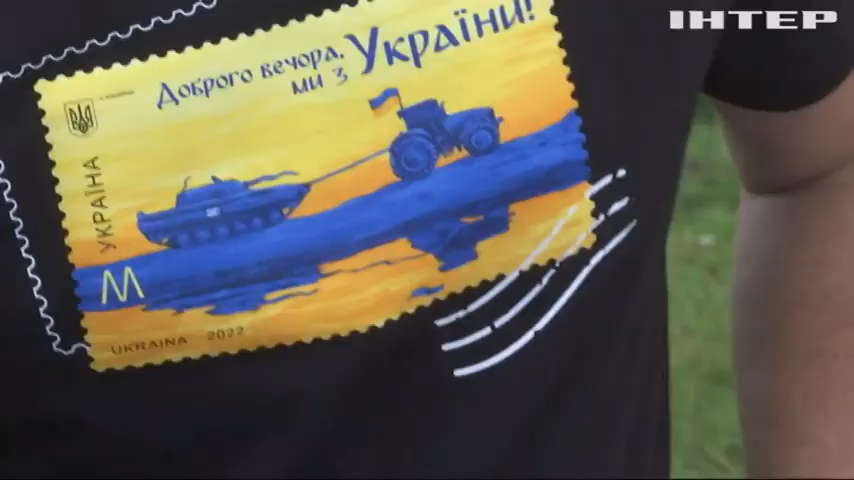 ІНТЕР
Доброго вечора,
ми з України!
УКРАЇНА
M
UKRAINA 2022